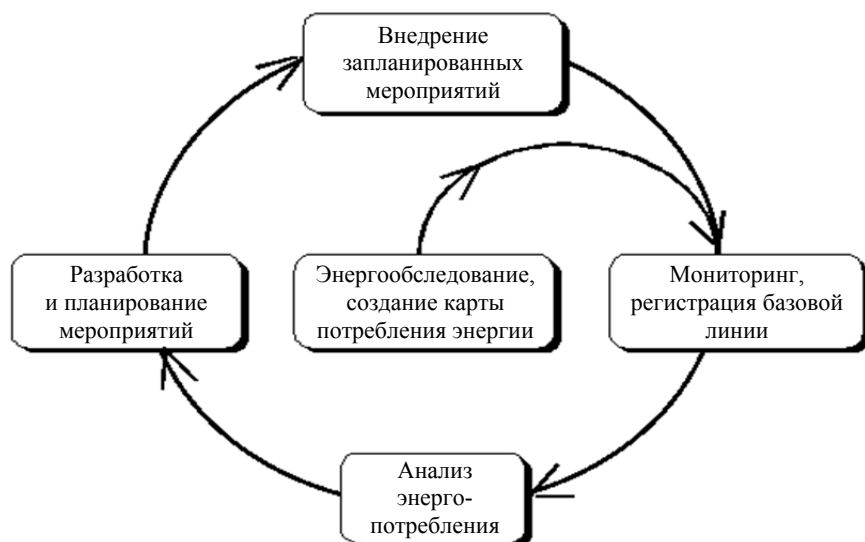 Внедрение
запланированных
мероприятий
Разработка
и планирование
мероприятий
Энергообследование,
создание карты
потребления энергии
Мониторинг,
регистрация базовой
линии
Анализ
энерго-
потребления